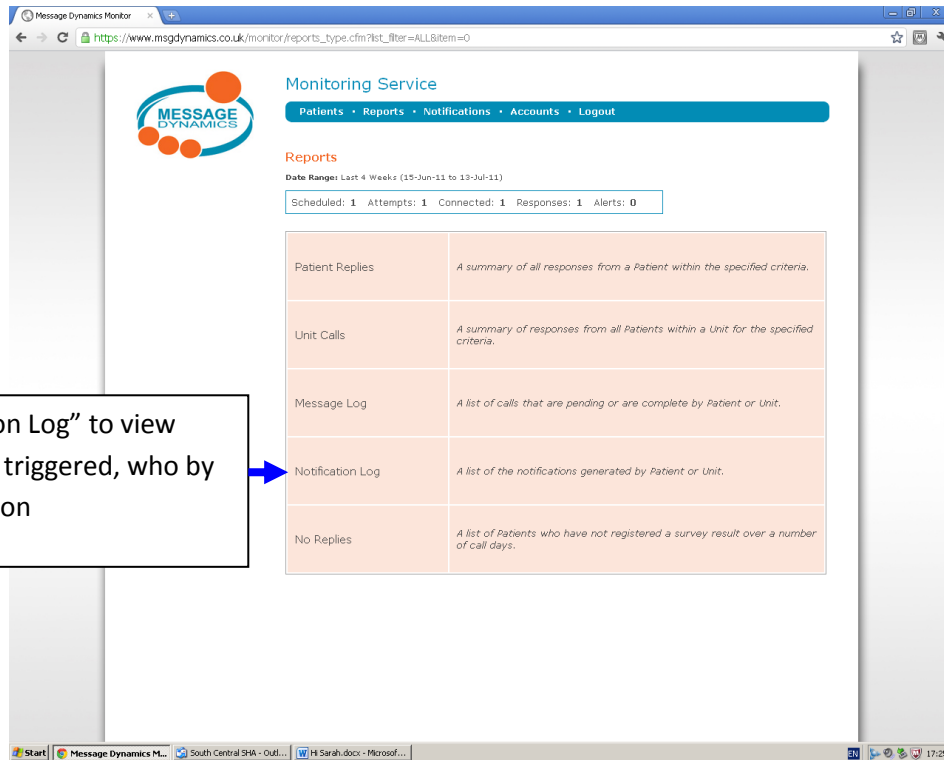 Message Dynamics Monitor
https://www.msgdynamics.co.uk/monitor/reports_type.cfm?list_filter=ALL&item=0
MESSAGE
DYNAMICS
Monitoring Service
Patients • Reports • Notifications • Accounts • Logout
Reports
Date Range: Last 4 Weeks (15-Jun-11 to 13-Jul-11)
Scheduled: 1 Attempts: 1 Connected: 1 Responses: 1 Alerts: 0
Patient Replies
A summary of all responses from a Patient within the specified criteria.
Unit Calls
A summary of responses from all Patients within a Unit for the specified
criteria.
Message Log
A list of calls that are pending or are complete by Patient or Unit.
on Log” to view
triggered, who by
on
Notification Log
A list of the notifications generated by Patient or Unit.
No Replies
A list of Patients who have not registered a survey result over a number
of call days.
Start
Message Dynamics M...
South Central SHA - Outl...
Hi Sarah.docx - Microsof...
EN
17:29